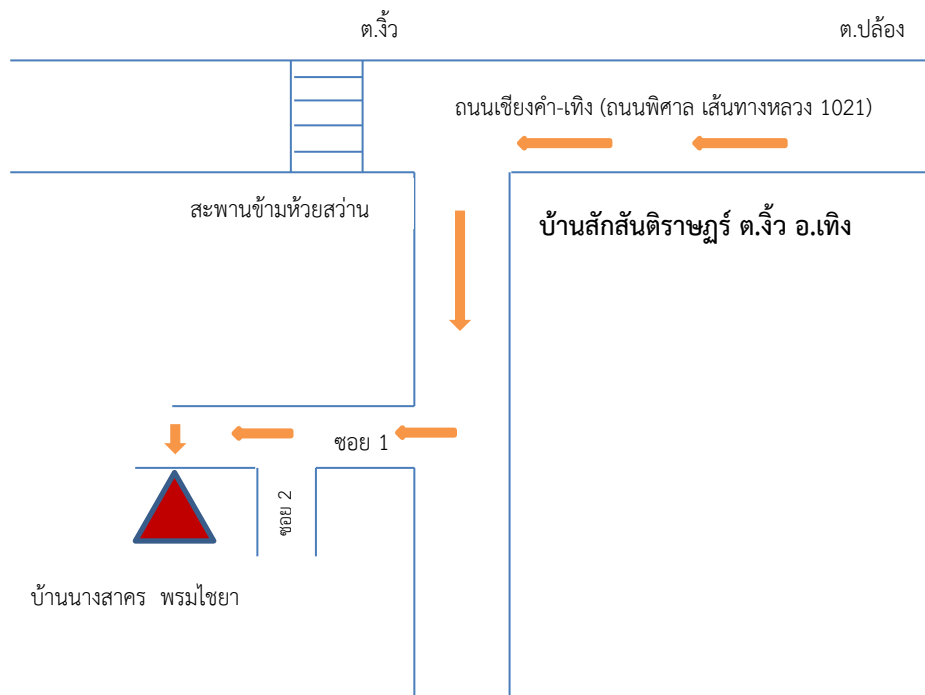 ต.งิ้ว
ต.ปล้อง
ถนนเชียงคำ-เทิง (ถนนพิศาล เส้นทางหลวง 1021)
สะพานข้ามห้วยสว่าน
บ้านสักสันติราษฏร์ ต.งิ้ว อ.เทิง
ซอย 1
ซอย 2
บ้านนางสาคร พรมไชยา